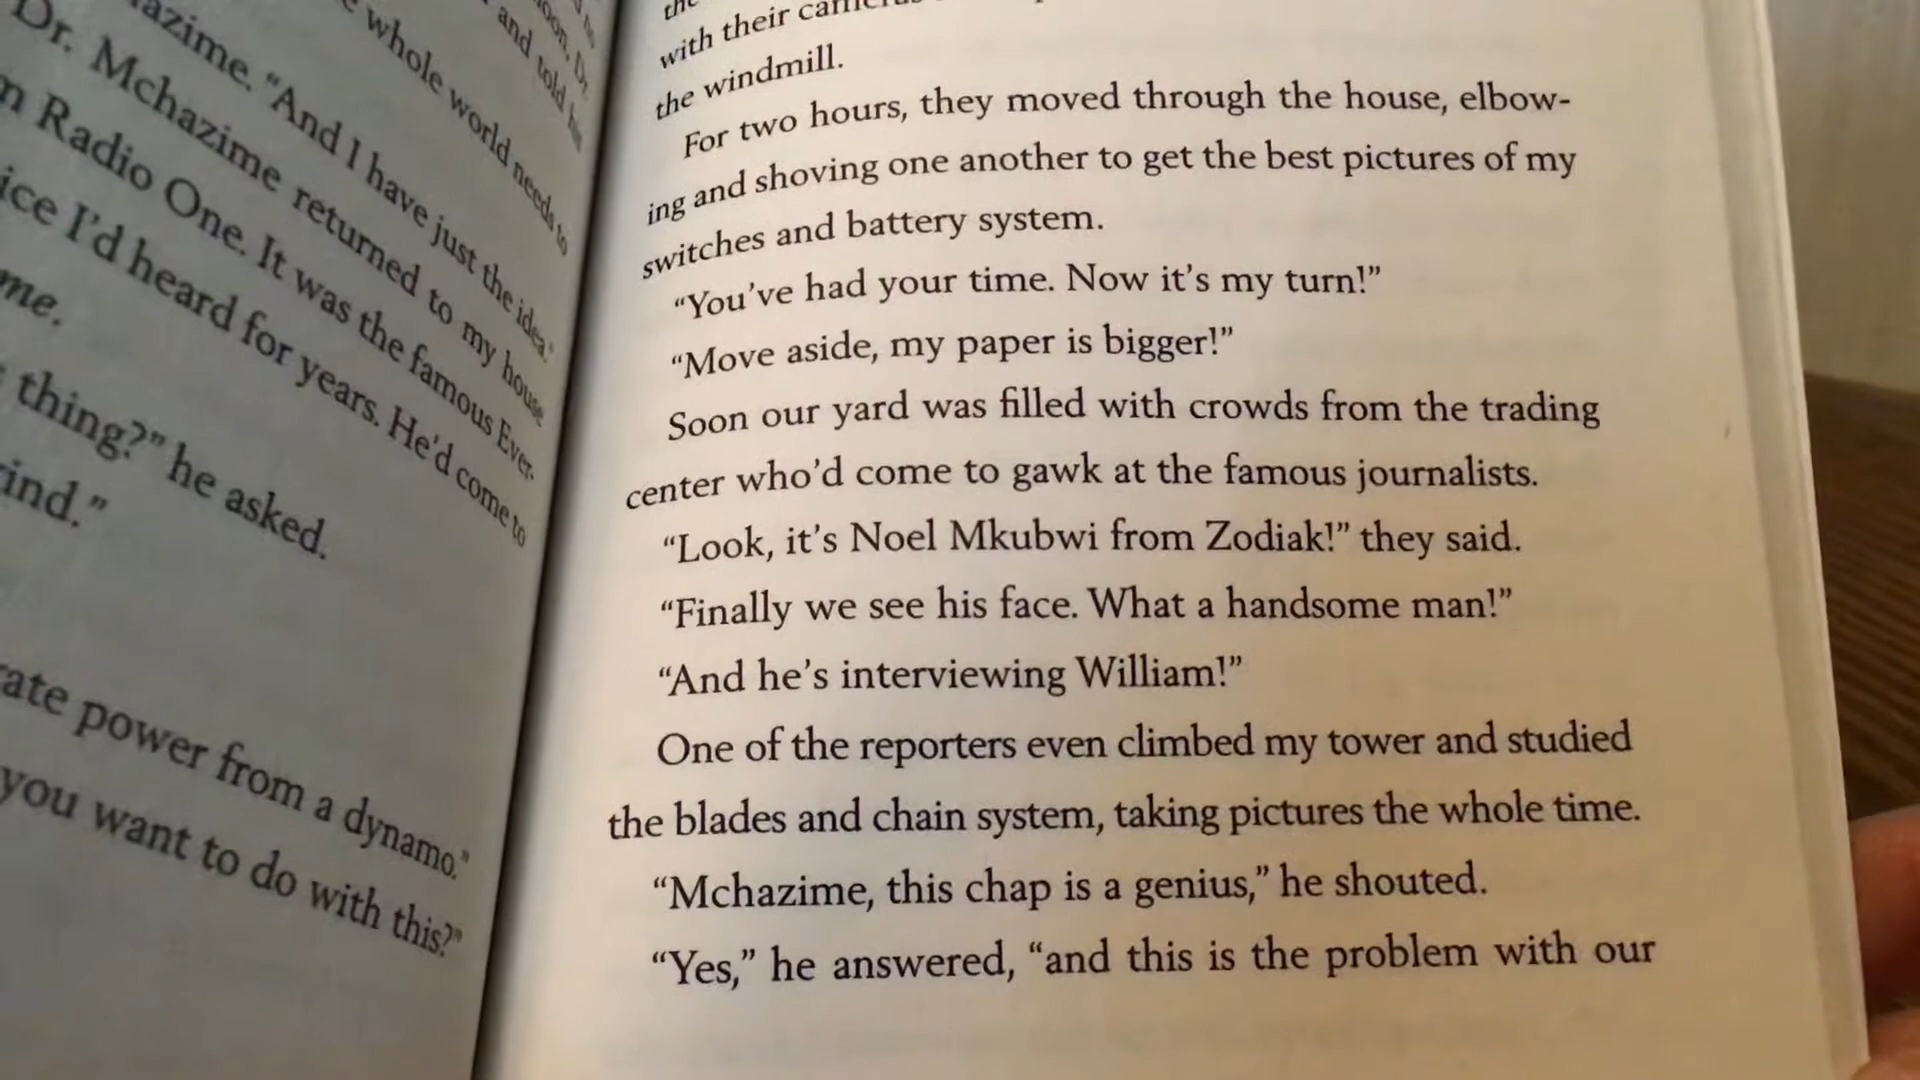 azime. "And I have just the idea."
Dr. Mchazime returned to my house
n Radio One. It was the famous Ever-
ice I'd heard for years. He'd come to
me.
thing?" he asked.
ind."
ate power from a dynamo."
you want to do with this?"
whole world needs to
and told his
the
with their
the windmill.
For two hours, they moved through the house, elbow-
ing and shoving one another to get the best pictures of my
switches and battery system.
"You've had your time. Now it's my turn!"
"Move aside, my paper is bigger!"
Soon our yard was filled with crowds from the trading
center who'd come to gawk at the famous journalists.
"Look, it's Noel Mkubwi from Zodiak!" they said.
"Finally we see his face. What a handsome man!"
"And he's interviewing William!"
One of the reporters even climbed my tower and studied
the blades and chain system, taking pictures the whole time.
"Mchazime, this chap is a genius," he shouted.
"Yes," he answered, "and this is the problem with our